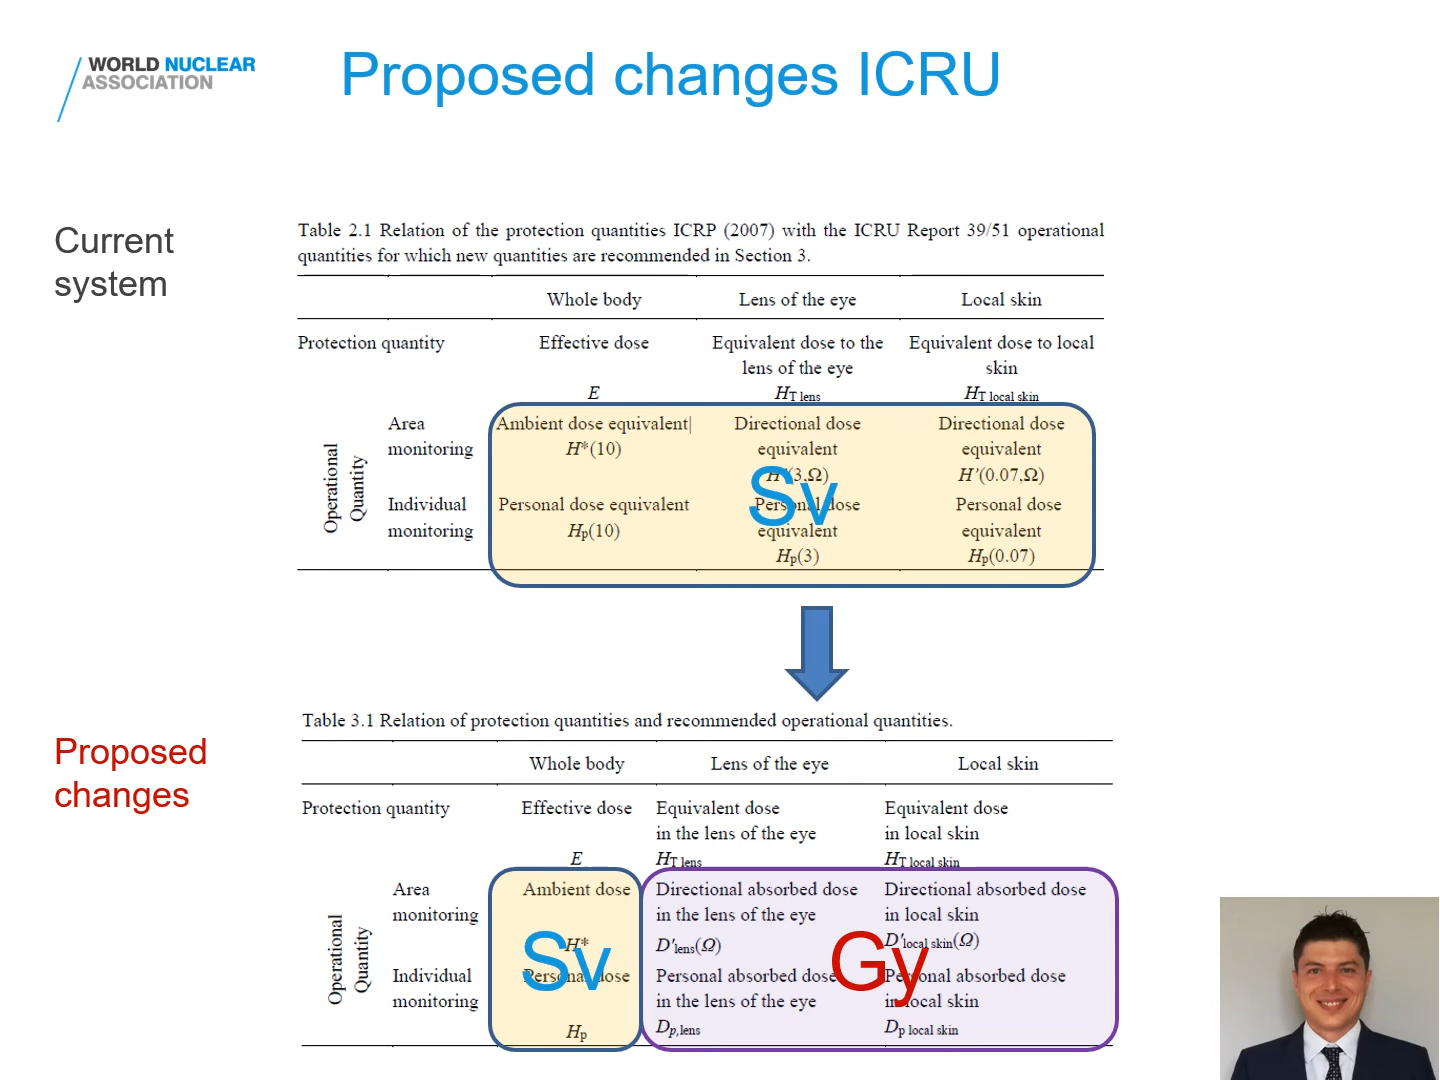 WORLD NUCLEAR
ASSOCIATION
Proposed changes ICRU
Current
system
Table 2.1 Relation of the protection quantities ICRP (2007) with the ICRU Report 39/51 operational
quantities for which new quantities are recommended in Section 3.
Whole body Lens of the eye Local skin
Protection quantity Effective dose Equivalent dose to the Equivalent dose to local
lens of the eye skin
E HT lens HT local skin
Operational
Quantity
Area Ambient dose equivalent| Directional dose Directional dose
monitoring H*(10) equivalent equivalent
H'(3,Ω) H'(0.07,Ω)
Sv
Individual Personal dose equivalent Personal dose Personal dose
monitoring Hp(10) equivalent equivalent
Hp(3) Hp(0.07)
Proposed
changes
Table 3.1 Relation of protection quantities and recommended operational quantities.
Whole body Lens of the eye Local skin
Protection quantity Effective dose Equivalent dose Equivalent dose
in the lens of the eye in local skin
E HT lens HT local skin
Operational
Quantity
Area Ambient dose Directional absorbed dose Directional absorbed dose
monitoring in the lens of the eye in local skin
H* D'lens(Ω) D'local skin(Ω)
Sv Gy
Individual Personal dose Personal absorbed dose Personal absorbed dose
monitoring in the lens of the eye in local skin
Hp Dp,lens Dp local skin